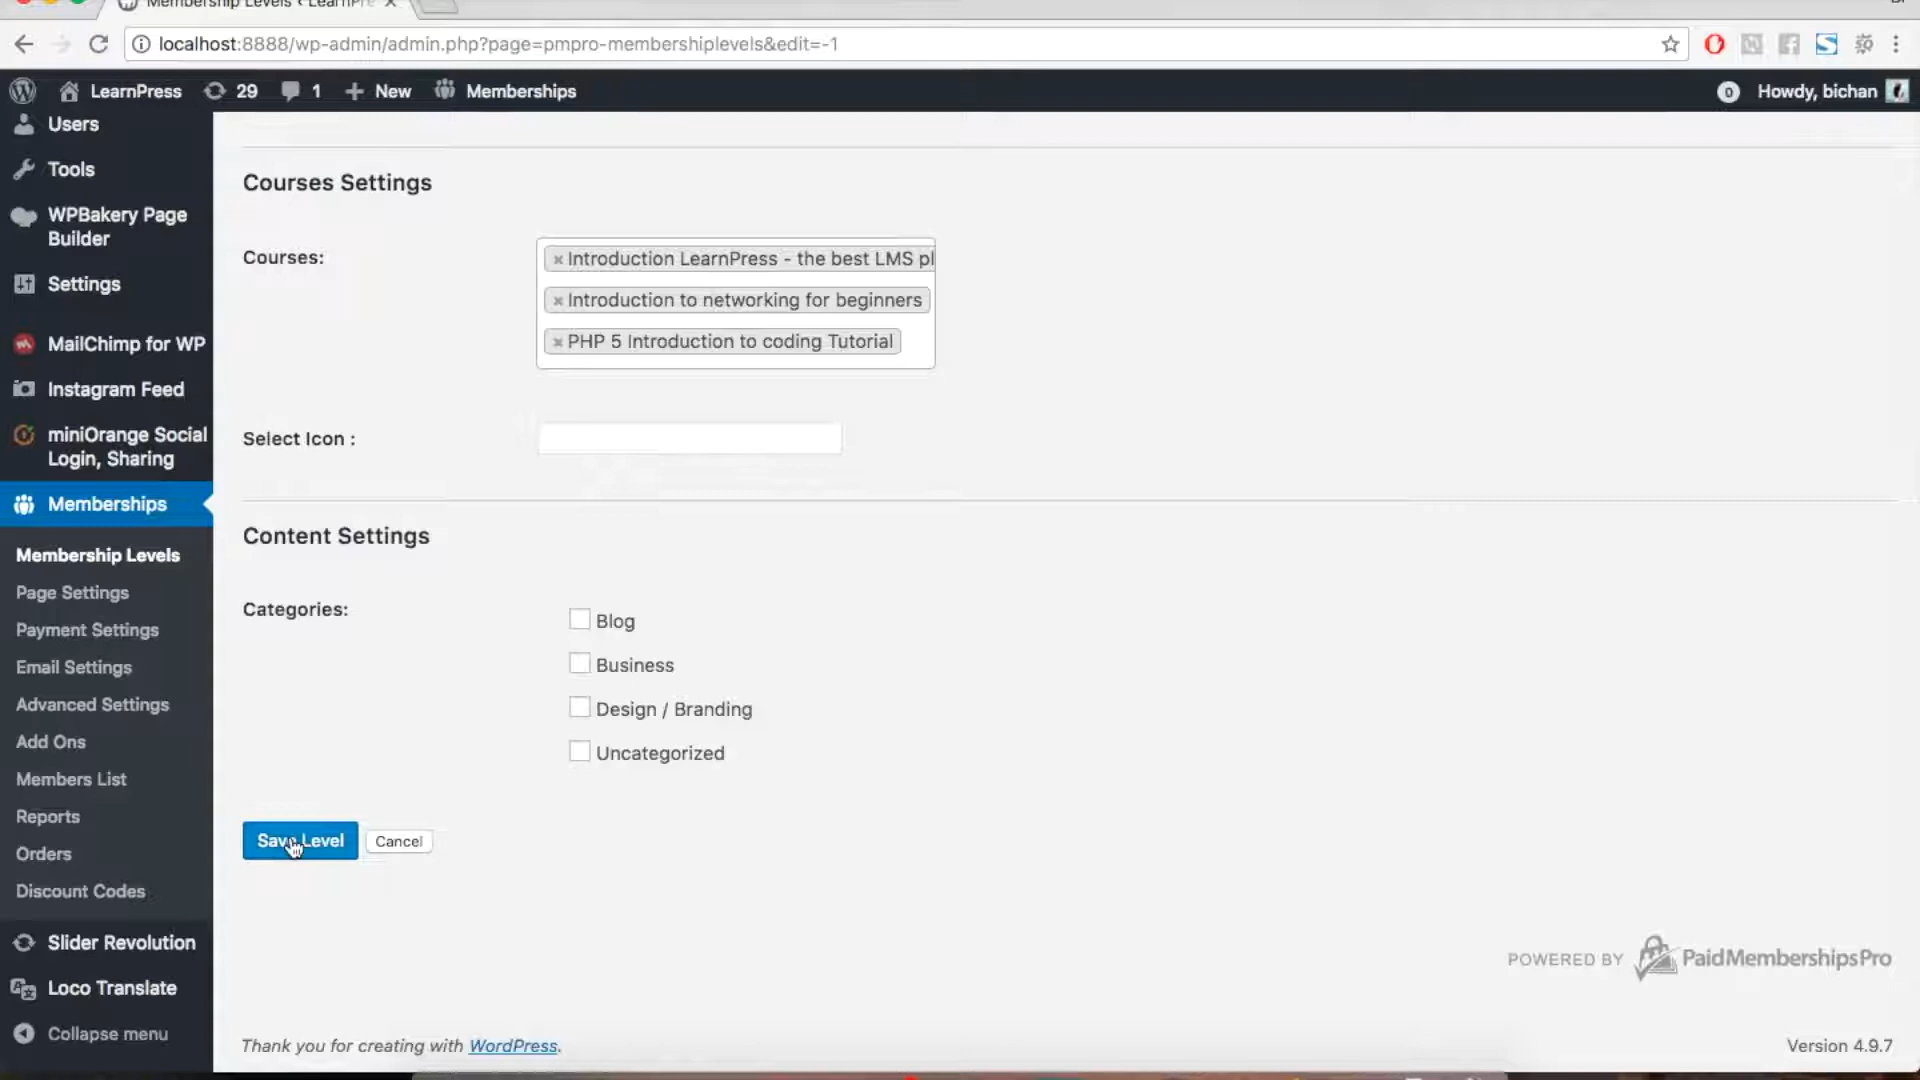 Membership Levels ‹ LearnPre
localhost:8888/wp-admin/admin.php?page=pmpro-membershiplevels&edit=-1
LearnPress 29 1 New Memberships 0 Howdy, bichan
Users
Tools
WPBakery Page
Builder
Settings
MailChimp for WP
Instagram Feed
miniOrange Social
Login, Sharing
Memberships
Membership Levels
Page Settings
Payment Settings
Email Settings
Advanced Settings
Add Ons
Members List
Reports
Orders
Discount Codes
Slider Revolution
Loco Translate
Collapse menu
Courses Settings
Courses:
× Introduction LearnPress - the best LMS pl
× Introduction to networking for beginners
× PHP 5 Introduction to coding Tutorial
Select Icon :
Content Settings
Categories:
Blog
Business
Design / Branding
Uncategorized
Save Level Cancel
POWERED BY PaidMembershipsPro
Thank you for creating with WordPress.
Version 4.9.7